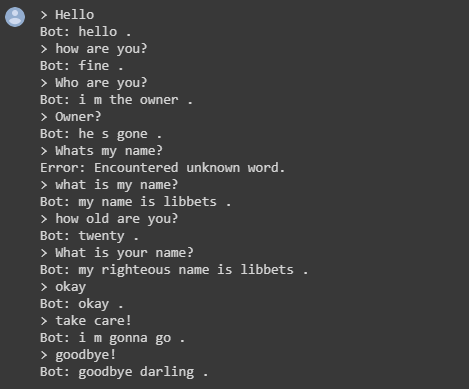 > Hello
Bot: hello .
> how are you?
Bot: fine .
> Who are you?
Bot: i m the owner .
> Owner?
Bot: he s gone .
> Whats my name?
Error: Encountered unknown word.
> what is my name?
Bot: my name is libbets .
> how old are you?
Bot: twenty .
> What is your name?
Bot: my righteous name is libbets .
> okay
Bot: okay .
> take care!
Bot: i m gonna go .
> goodbye!
Bot: goodbye darling .